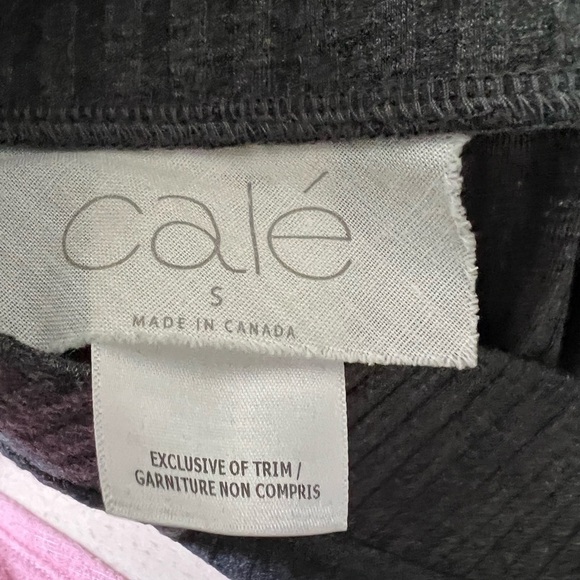 calé
S
MADE IN CANADA
EXCLUSIVE OF TRIM /
GARNITURE NON COMPRIS